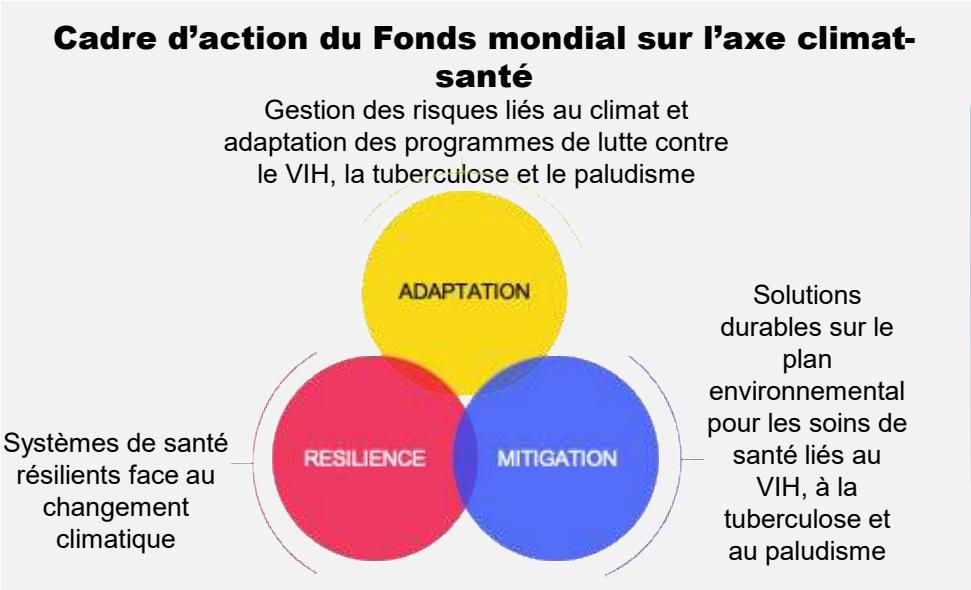 Cadre d’action du Fonds mondial sur l’axe climat-
santé
Gestion des risques liés au climat et
adaptation des programmes de lutte contre
le VIH, la tuberculose et le paludisme
ADAPTATION
RESILIENCE
MITIGATION
Systèmes de santé
résilients face au
changement
climatique
Solutions
durables sur le
plan
environnemental
pour les soins de
santé liés au
VIH, à la
tuberculose et
au paludisme